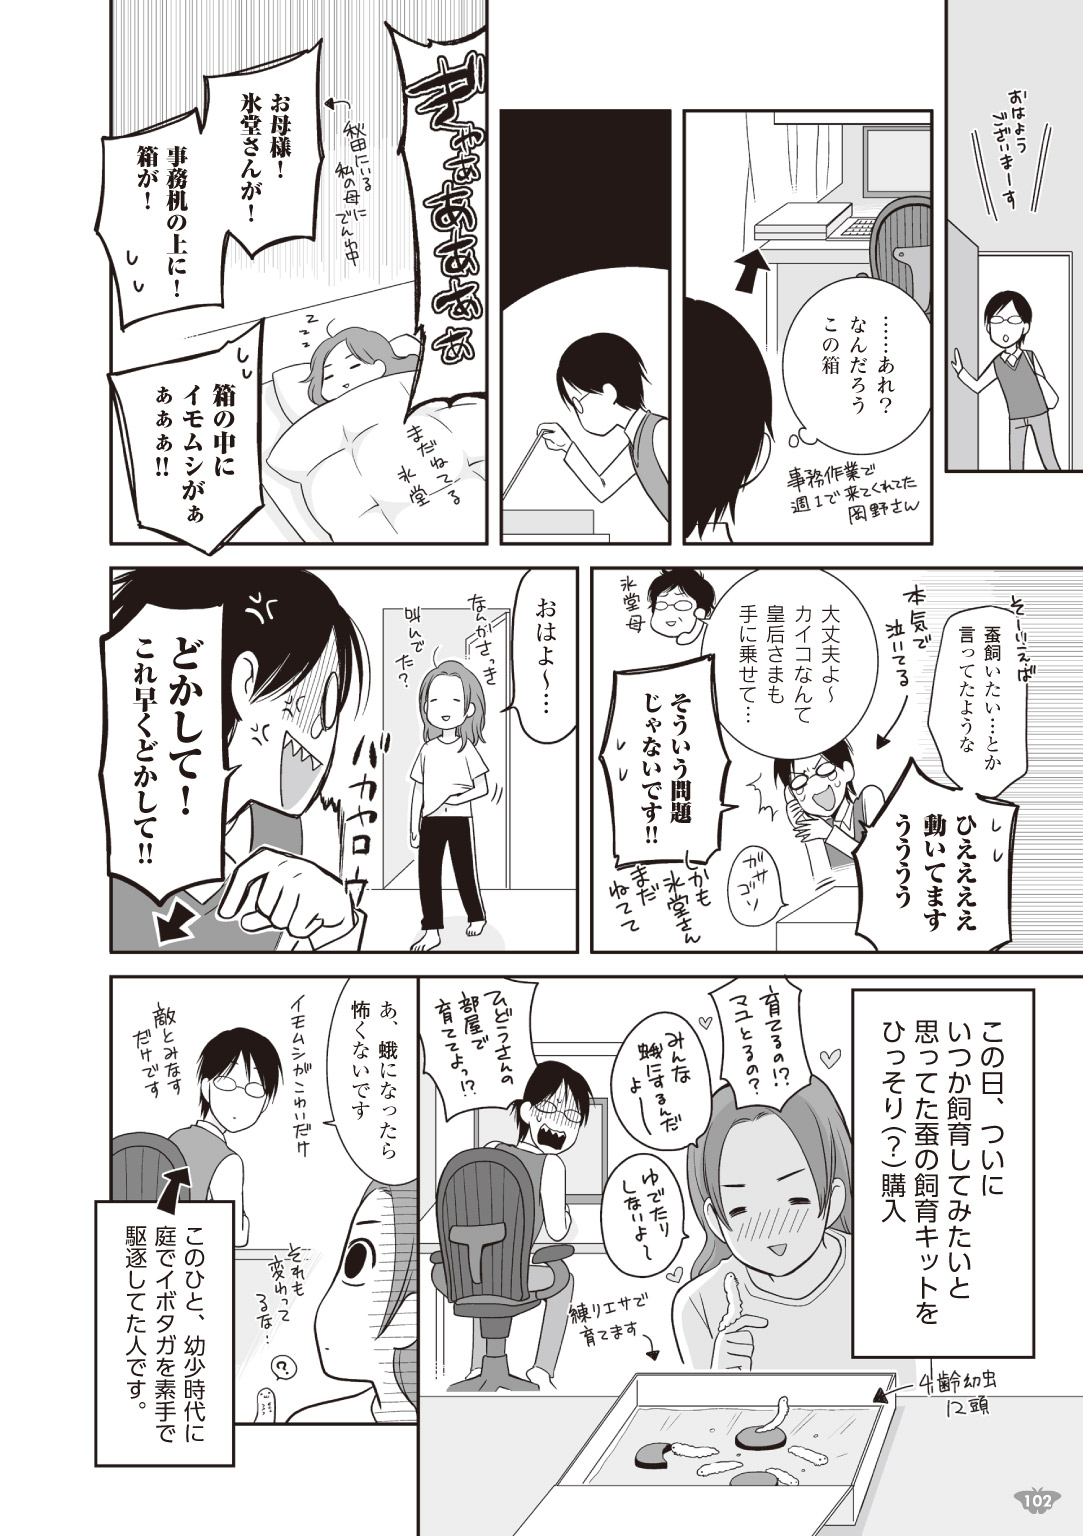 おはよう
ございまーす
……あれ？
なんだろう
この箱
事務作業で
週1で来てくれてた
岡野さん
ぎゃあぁああぁあぁ
お母様！
氷堂さんが！
秋田にいる
私の母に
でん中
事務机の上に！
箱が！
箱の中に
イモムシがぁ
ぁぁぁ!!
まだねてる
氷堂
そーいえば
蚕飼いたい…とか
言ってたような
ひええええ
動いてます
うううう
本気で
泣いてる
氷堂母
大丈夫よ〜
カイコなんて
皇后さまも
手に乗せて…
そういう問題
じゃないです!!
ガサ
ゴソ
しかも
氷堂さん
まだ
ねてて
おはよ〜…
なんかさっき
叫んでた？
バカヤロー
どかして！
これ早くどかして!!
この日、ついに
いつか飼育してみたいと
思ってた蚕の飼育キットを
ひっそり(？)購入
育てるの!?
マユとるの？
みんな
蛾にするんだ
よー
ゆでたり
しないよ〜
ひどうさんの
部屋で
育ててよっ!?
練りエサで
育てます
4齢幼虫
12頭
あ、蛾になったら
怖くないです
イモムシがこわいだけ
敵とみなす
だけです
それも
変わって
るな…
？
このひと、幼少時代に
庭でイボタガを素手で
駆逐してた人です。
102